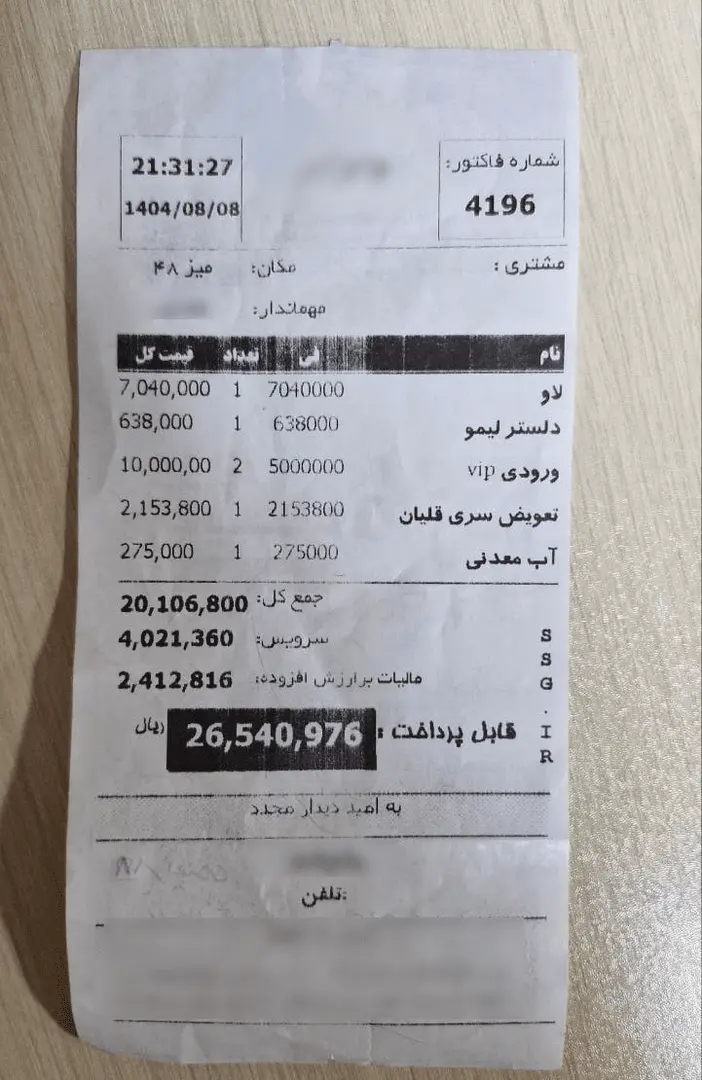 شماره فاکتور:
4196
21:31:27
1404/08/08
مشتری :
مکان: میز ۴۸
مهماندار:
نام فی تعداد قیمت کل
لاو 7040000 1 7,040,000
دلستر لیمو 638000 1 638,000
ورودی vip 5000000 2 10,000,00
تعویض سری قلیان 2153800 1 2,153,800
آب معدنی 275000 1 275,000
جمع کل: 20,106,800
سرویس: 4,021,360
مالیات برارزش افزوده: 2,412,816
قابل پرداخت : 26,540,976 ریال
SSG.IR
به امید دیدار مجدد
تلفن: